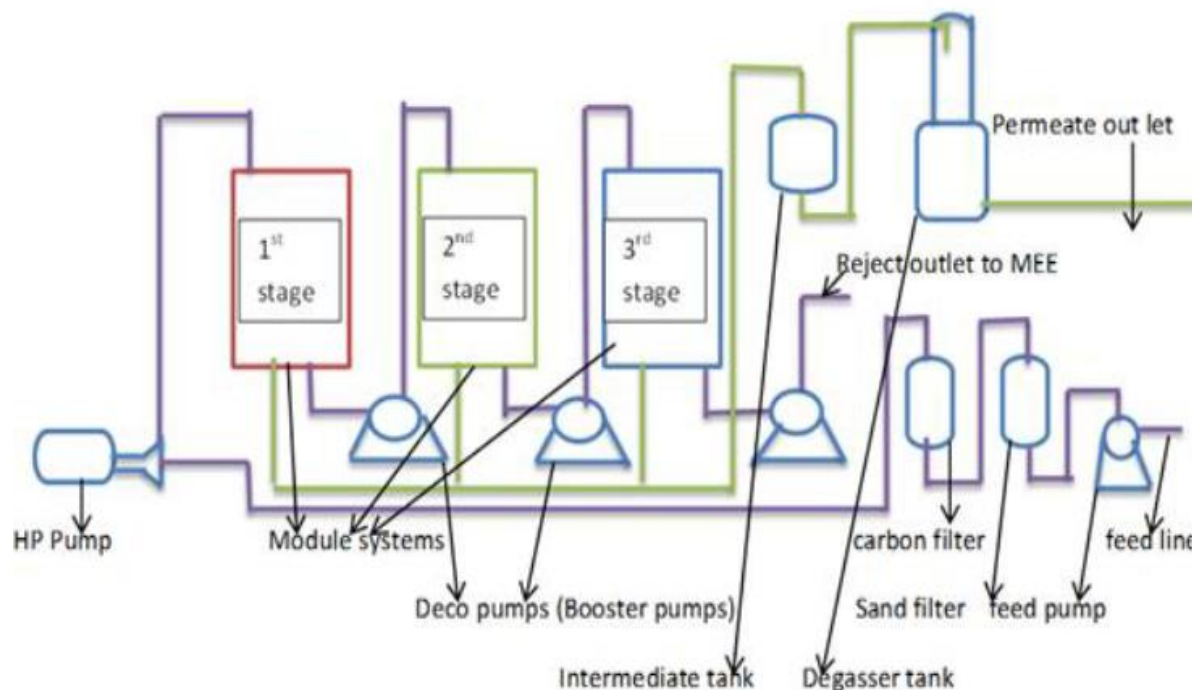 1st
stage
2nd
stage
3rd
stage
Permeate out let
Reject outlet to MEE
HP Pump
Module systems
carbon filter
feed line
Deco pumps (Booster pumps)
Sand filter
feed pump
Intermediate tank
Degasser tank